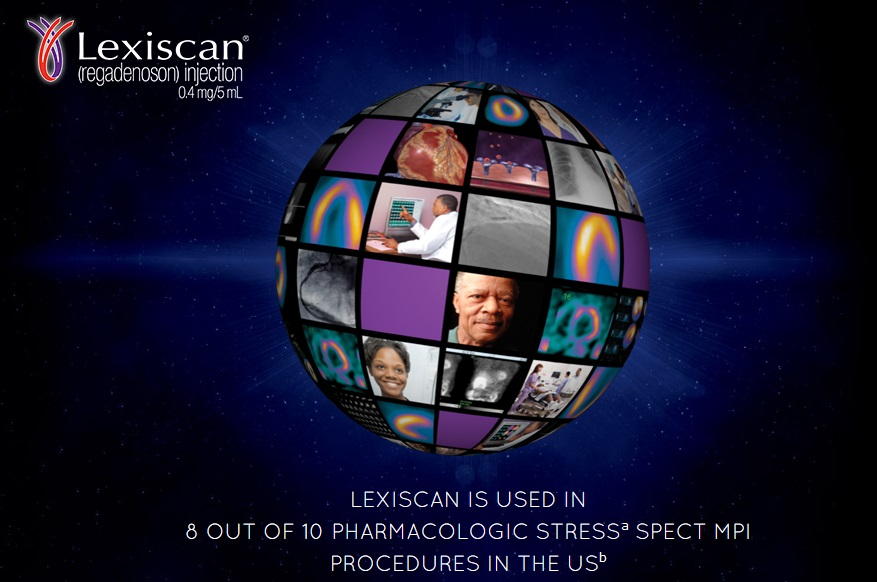 Lexiscan®
(regadenoson) injection
0.4 mg/5 mL
LEXISCAN IS USED IN
8 OUT OF 10 PHARMACOLOGIC STRESSᵃ SPECT MPI
PROCEDURES IN THE USᵇ